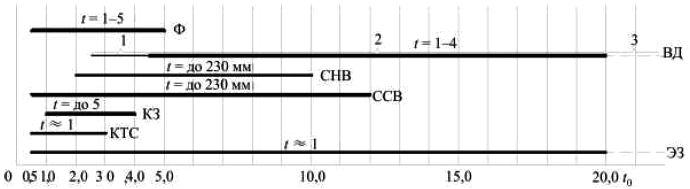 t = 1–5
Ф
1
2
t = 1–4
3
ВД
t = до 230 мм
СНВ
t = до 230 мм
ССВ
t = до 5
КЗ
t ≈ 1
КТС
t ≈ 1
ЭЗ
0 0,5 1,0 2,0 3 0 4,0 5,0 10,0 15,0 20,0 t₀